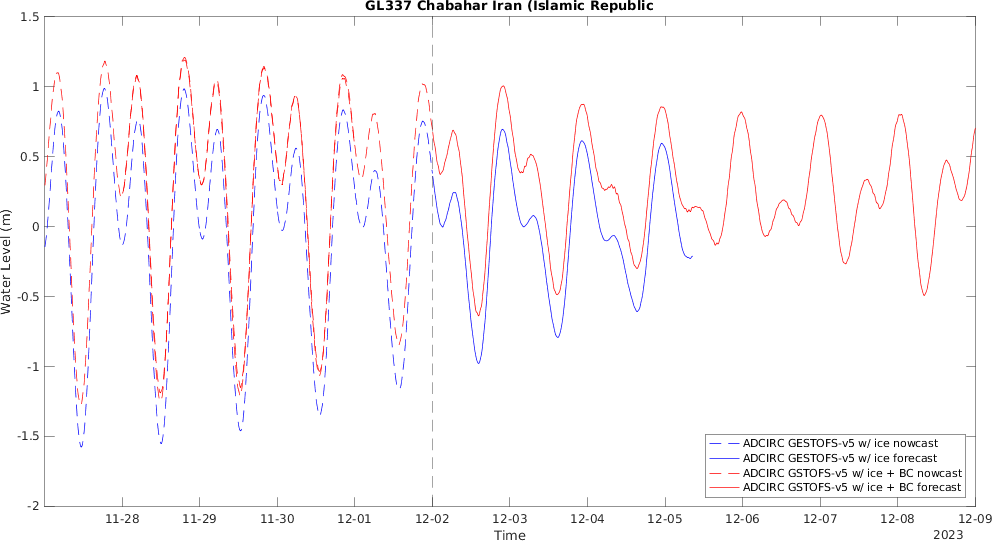 GL337 Chabahar Iran (Islamic Republic
1.5
1
0.5
0
-0.5
-1
-1.5
-2
Water Level (m)
ADCIRC GESTOFS-v5 w/ ice nowcast
ADCIRC GESTOFS-v5 w/ ice forecast
ADCIRC GSTOFS-v5 w/ ice + BC nowcast
ADCIRC GSTOFS-v5 w/ ice + BC forecast
11-28 11-29 11-30 12-01 12-02 12-03 12-04 12-05 12-06 12-07 12-08 12-09
Time
2023